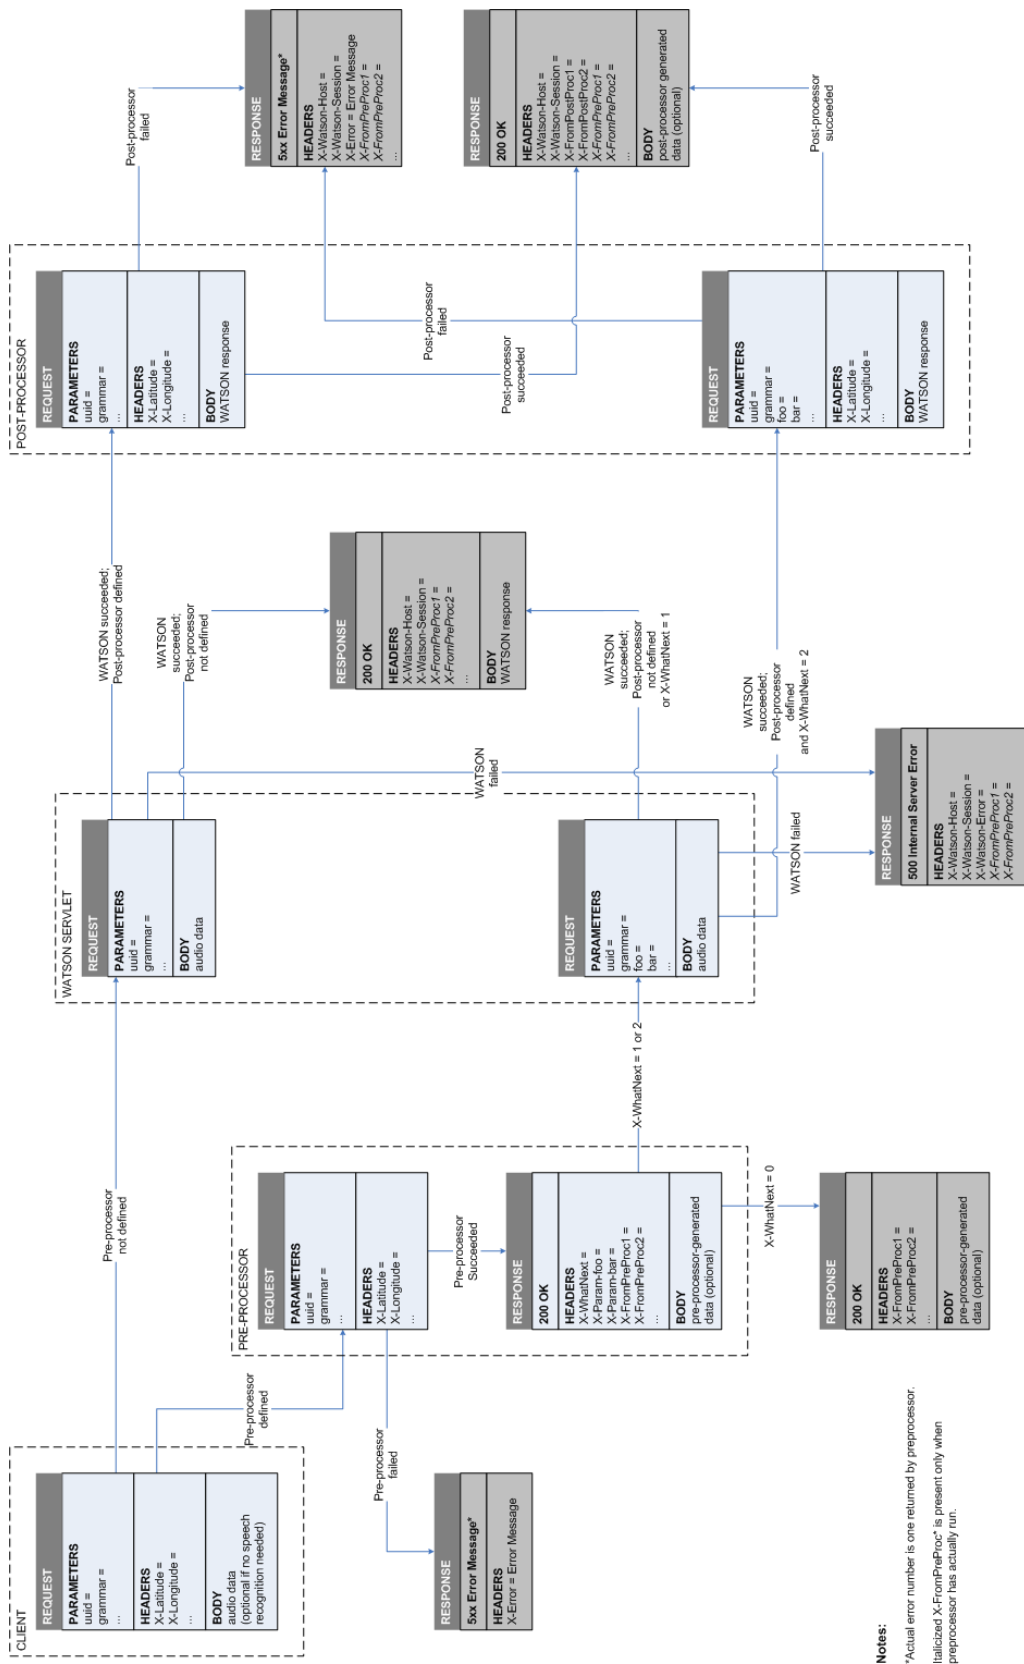 CLIENT
REQUEST
PARAMETERS
uuid =
grammar =
...
HEADERS
X-Latitude =
X-Longitude =
...
BODY
audio data
(optional if no speech
recognition needed)
Pre-processor
not defined
Pre-processor
defined
Pre-processor
failed
RESPONSE
5xx Error Message*
HEADERS
X-Error = Error Message
PRE-PROCESSOR
REQUEST
PARAMETERS
uuid =
grammar =
...
HEADERS
X-Latitude =
X-Longitude =
...
Pre-processor
Succeeded
RESPONSE
200 OK
HEADERS
X-WhatNext =
X-Param-foo =
X-Param-bar =
X-FromPreProc1 =
X-FromPreProc2 =
...
BODY
pre-processor-generated
data (optional)
X-WhatNext = 1 or 2
X-WhatNext = 0
RESPONSE
200 OK
HEADERS
X-FromPreProc1 =
X-FromPreProc2 =
...
BODY
pre-processor-generated
data (optional)
WATSON SERVLET
REQUEST
PARAMETERS
uuid =
grammar =
...
BODY
audio data
REQUEST
PARAMETERS
uuid =
grammar =
foo =
bar =
...
BODY
audio data
WATSON succeeded;
Post-processor defined
WATSON
succeeded;
Post-processor
not defined
WATSON
failed
WATSON
succeeded;
Post-processor
not defined
or X-WhatNext = 1
WATSON
succeeded;
Post-processor
defined
and X-WhatNext = 2
WATSON failed
RESPONSE
200 OK
HEADERS
X-Watson-Host =
X-Watson-Session =
X-FromPreProc1 =
X-FromPreProc2 =
...
BODY
WATSON response
RESPONSE
500 Internal Server Error
HEADERS
X-Watson-Host =
X-Watson-Session =
X-Watson-Error =
X-FromPreProc1 =
X-FromPreProc2 =
POST-PROCESSOR
REQUEST
PARAMETERS
uuid =
grammar =
...
HEADERS
X-Latitude =
X-Longitude =
...
BODY
WATSON response
REQUEST
PARAMETERS
uuid =
grammar =
foo =
bar =
...
HEADERS
X-Latitude =
X-Longitude =
...
BODY
WATSON response
Post-processor
failed
Post-processor
succeeded
Post-processor
failed
Post-processor
succeeded
RESPONSE
5xx Error Message*
HEADERS
X-Watson-Host =
X-Watson-Session =
X-Error = Error Message
X-FromPreProc1 =
X-FromPreProc2 =
...
RESPONSE
200 OK
HEADERS
X-Watson-Host =
X-Watson-Session =
X-FromPostProc1 =
X-FromPostProc2 =
X-FromPreProc1 =
X-FromPreProc2 =
...
BODY
post-processor generated
data (optional)
Notes:
*Actual error number is one returned by preprocessor.
Italicized X-FromPreProc* is present only when
preprocessor has actually run.